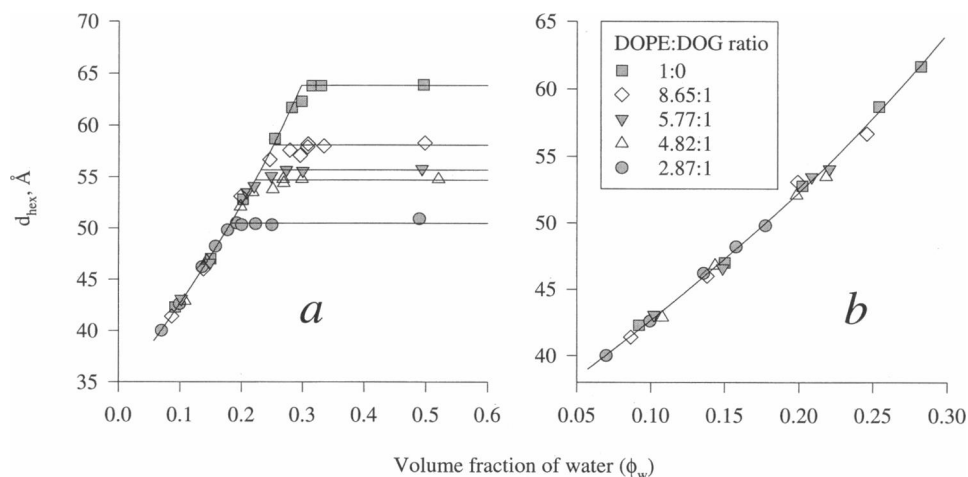 70
65
60
55
50
45
40
35
d_hex, Å
0.0 0.1 0.2 0.3 0.4 0.5 0.6
a
65
60
55
50
45
40
DOPE:DOG ratio
1:0
8.65:1
5.77:1
4.82:1
2.87:1
b
0.05 0.10 0.15 0.20 0.25 0.30
Volume fraction of water (ϕ_w)